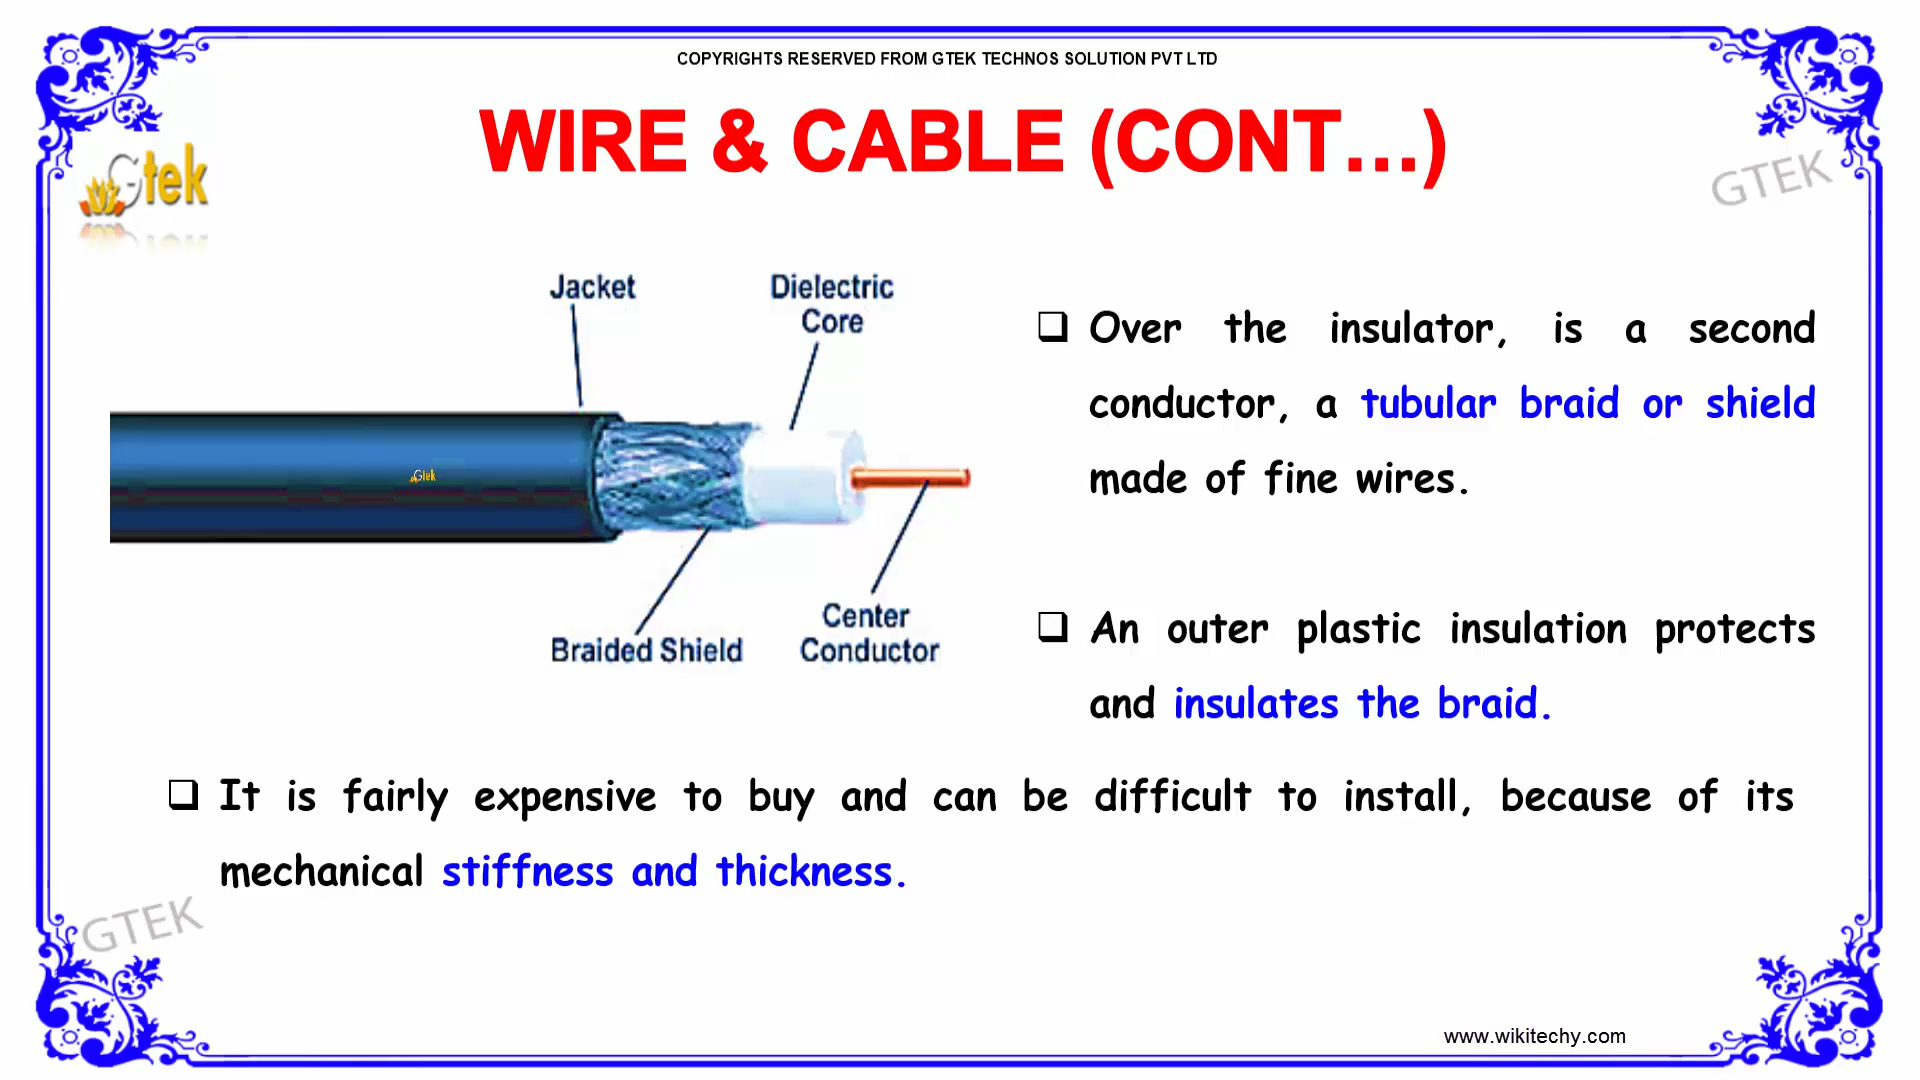 COPYRIGHTS RESERVED FROM GTEK TECHNOS SOLUTION PVT LTD
WIRE & CABLE (CONT...)
Gtek
GTEK
Jacket
Dielectric
Core
Gtek
Braided Shield
Center
Conductor
❑ Over the insulator, is a second
conductor, a tubular braid or shield
made of fine wires.
❑ An outer plastic insulation protects
and insulates the braid.
❑ It is fairly expensive to buy and can be difficult to install, because of its
mechanical stiffness and thickness.
GTEK
www.wikitechy.com